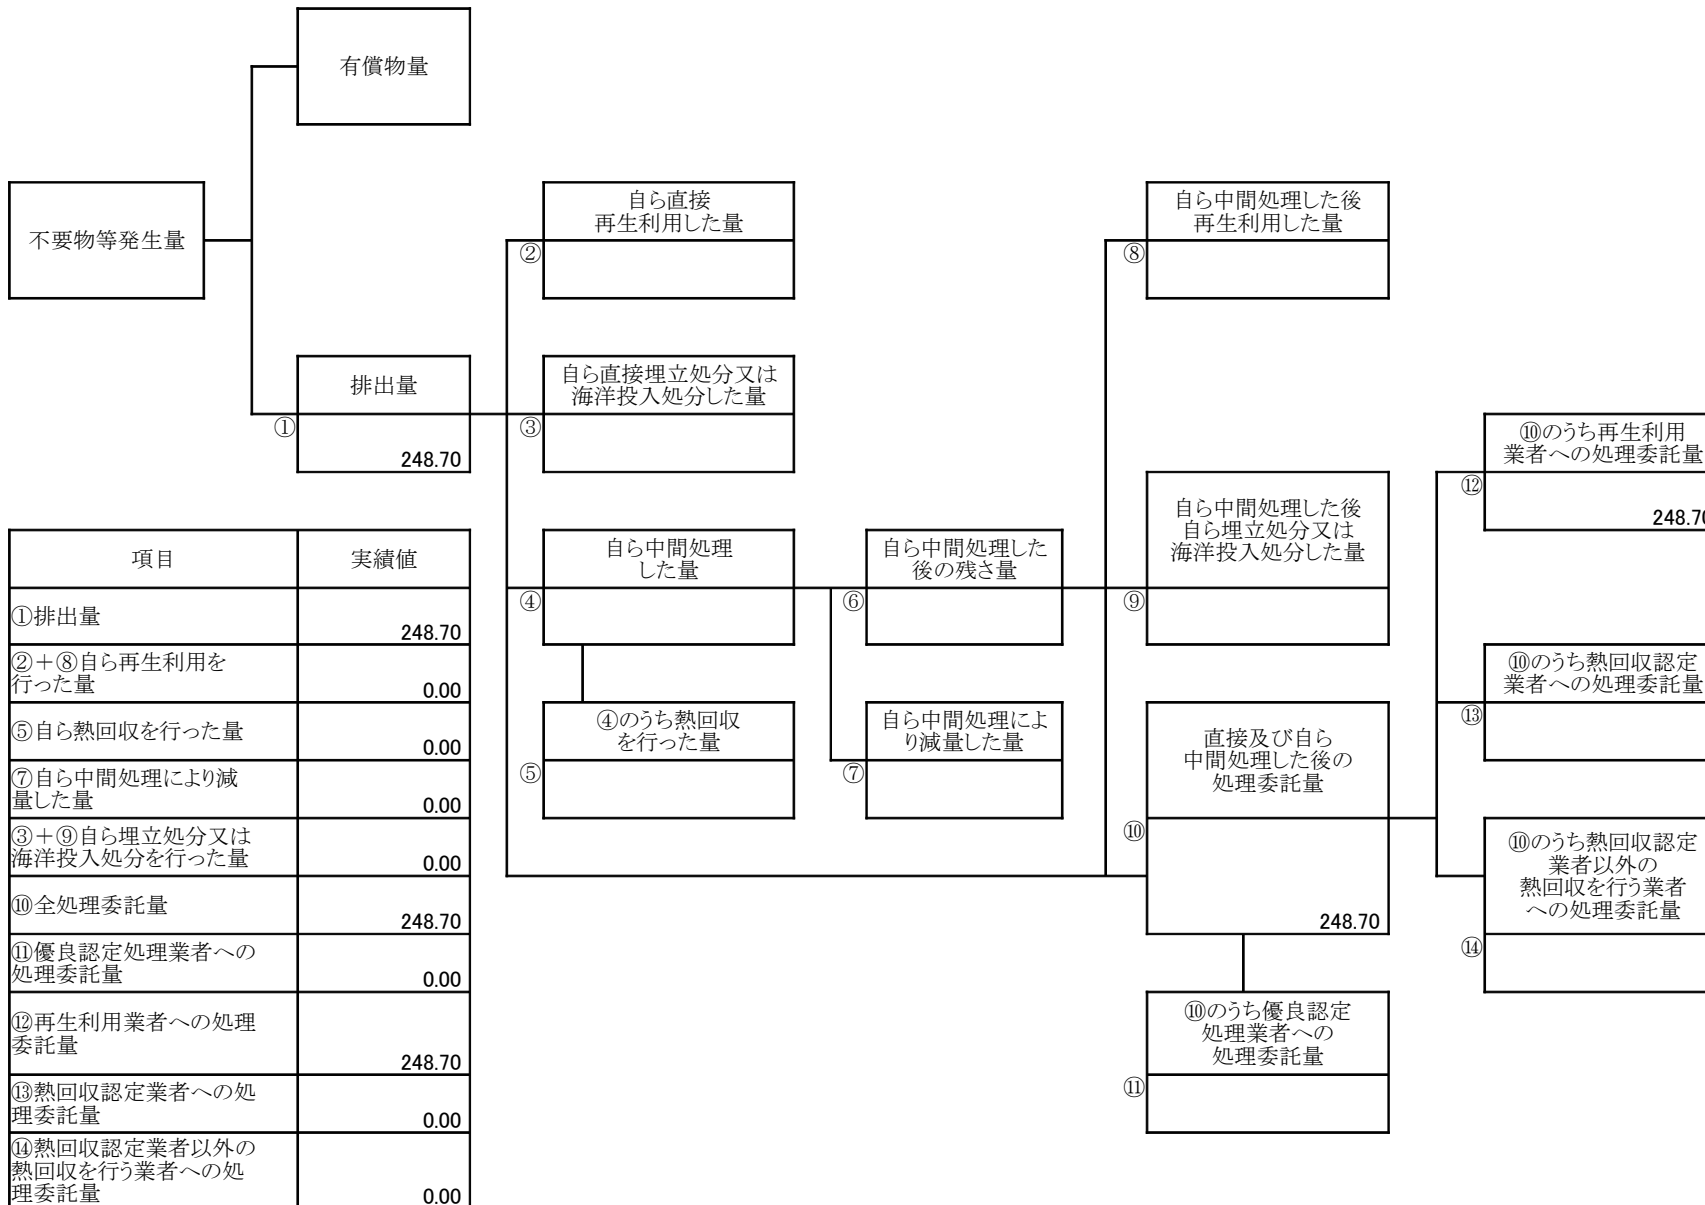 有償物量
不要物等発生量
自ら直接
再生利用した量
②
自ら中間処理した後
再生利用した量
⑧
排出量
①
248.70
自ら直接埋立処分又は
海洋投入処分した量
③
⑩のうち再生利用
業者への処理委託量
⑫
248.70
自ら中間処理した後
自ら埋立処分又は
海洋投入処分した量
⑨
自ら中間処理
した量
④
自ら中間処理した
後の残さ量
⑥
⑩のうち熱回収認定
業者への処理委託量
⑬
④のうち熱回収
を行った量
⑤
自ら中間処理によ
り減量した量
⑦
直接及び自ら
中間処理した後の
処理委託量
⑩
248.70
⑩のうち熱回収認定
業者以外の
熱回収を行う業者
への処理委託量
⑭
⑩のうち優良認定
処理業者への
処理委託量
⑪
項目
実績値
①排出量
248.70
②＋⑧自ら再生利用を
行った量
0.00
⑤自ら熱回収を行った量
0.00
⑦自ら中間処理により減
量した量
0.00
③＋⑨自ら埋立処分又は
海洋投入処分を行った量
0.00
⑩全処理委託量
248.70
⑪優良認定処理業者への
処理委託量
0.00
⑫再生利用業者への処理
委託量
248.70
⑬熱回収認定業者への処
理委託量
0.00
⑭熱回収認定業者以外の
熱回収を行う業者への処
理委託量
0.00